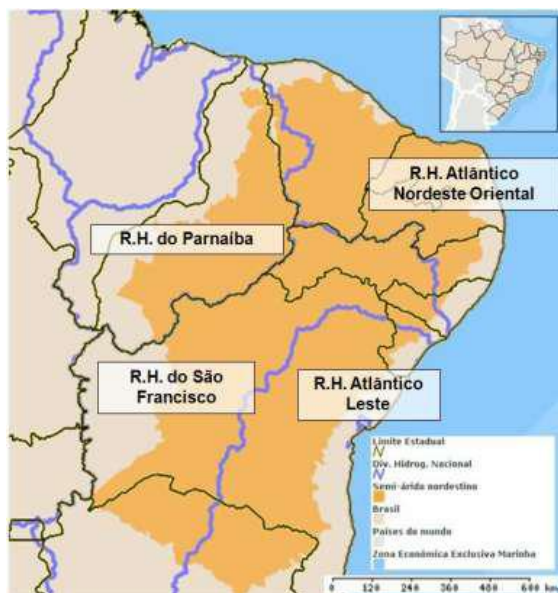 R.H. Atlântico
Nordeste Oriental
R.H. do Parnaíba
R.H. do São
Francisco
R.H. Atlântico
Leste
Limite Estadual
Div. Hidrog. Nacional
Semi-árido nordestino
Brasil
Países do mundo
Zona Econômica Exclusiva Marinha
0 120 240 360 480 600 km